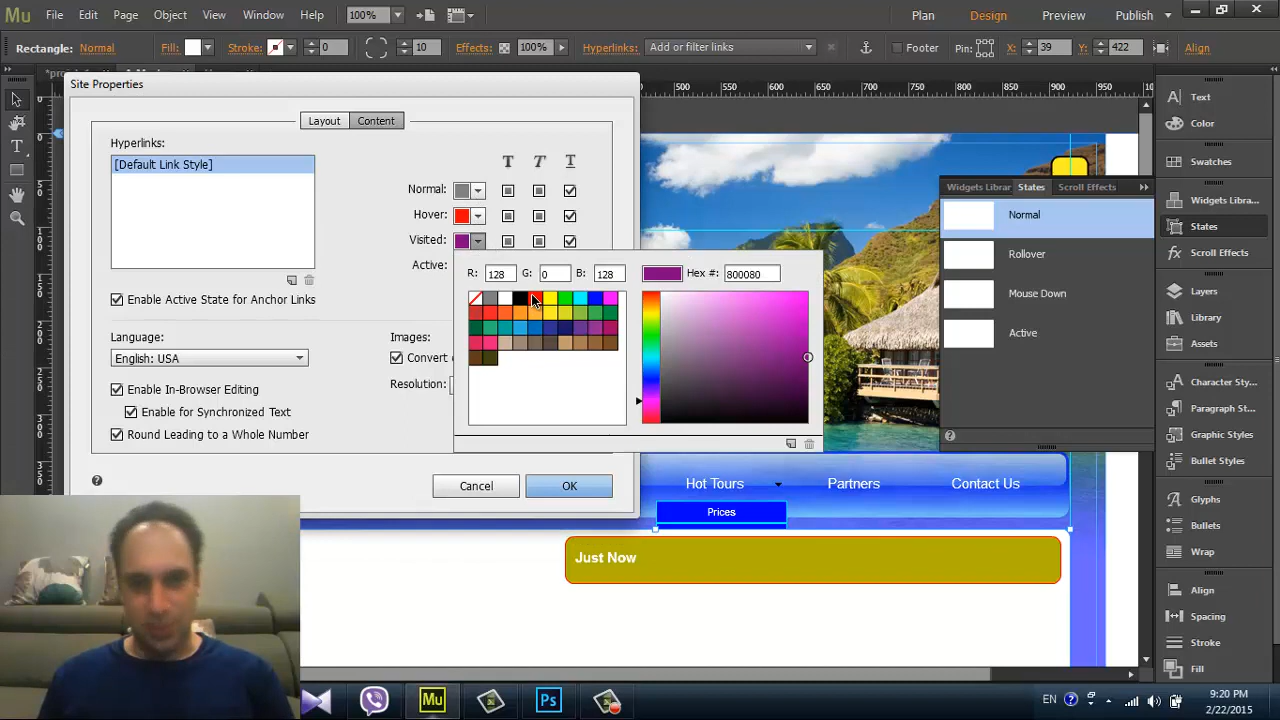 Mu File Edit Page Object View Window Help 100% Plan Design Preview Publish
Rectangle: Normal Fill: Stroke: 0 10 Effects: 100% Hyperlinks: Add or filter links Footer Pin: X: 39 Y: 422 Align
Site Properties
500 600 700 800 900
Layout Content
Hyperlinks:
[Default Link Style]
T T T
Normal:
Hover:
Visited:
Active:
R: 128 G: 0 B: 128 Hex #: 800080
Enable Active State for Anchor Links
Language:
English: USA
Images:
Convert
Resolution:
Enable In-Browser Editing
Enable for Synchronized Text
Round Leading to a Whole Number
Cancel OK
Widgets Librar States Scroll Effects
Normal
Rollover
Mouse Down
Active
Text
Color
Swatches
Widgets Libra...
States
Scroll Effects
Layers
Library
Assets
Character Sty...
Paragraph St...
Graphic Styles
Bullet Styles
Glyphs
Bullets
Wrap
Align
Spacing
Stroke
Fill
Hot Tours Partners Contact Us
Prices
Just Now
Mu Ps
EN 9:20 PM
2/22/2015